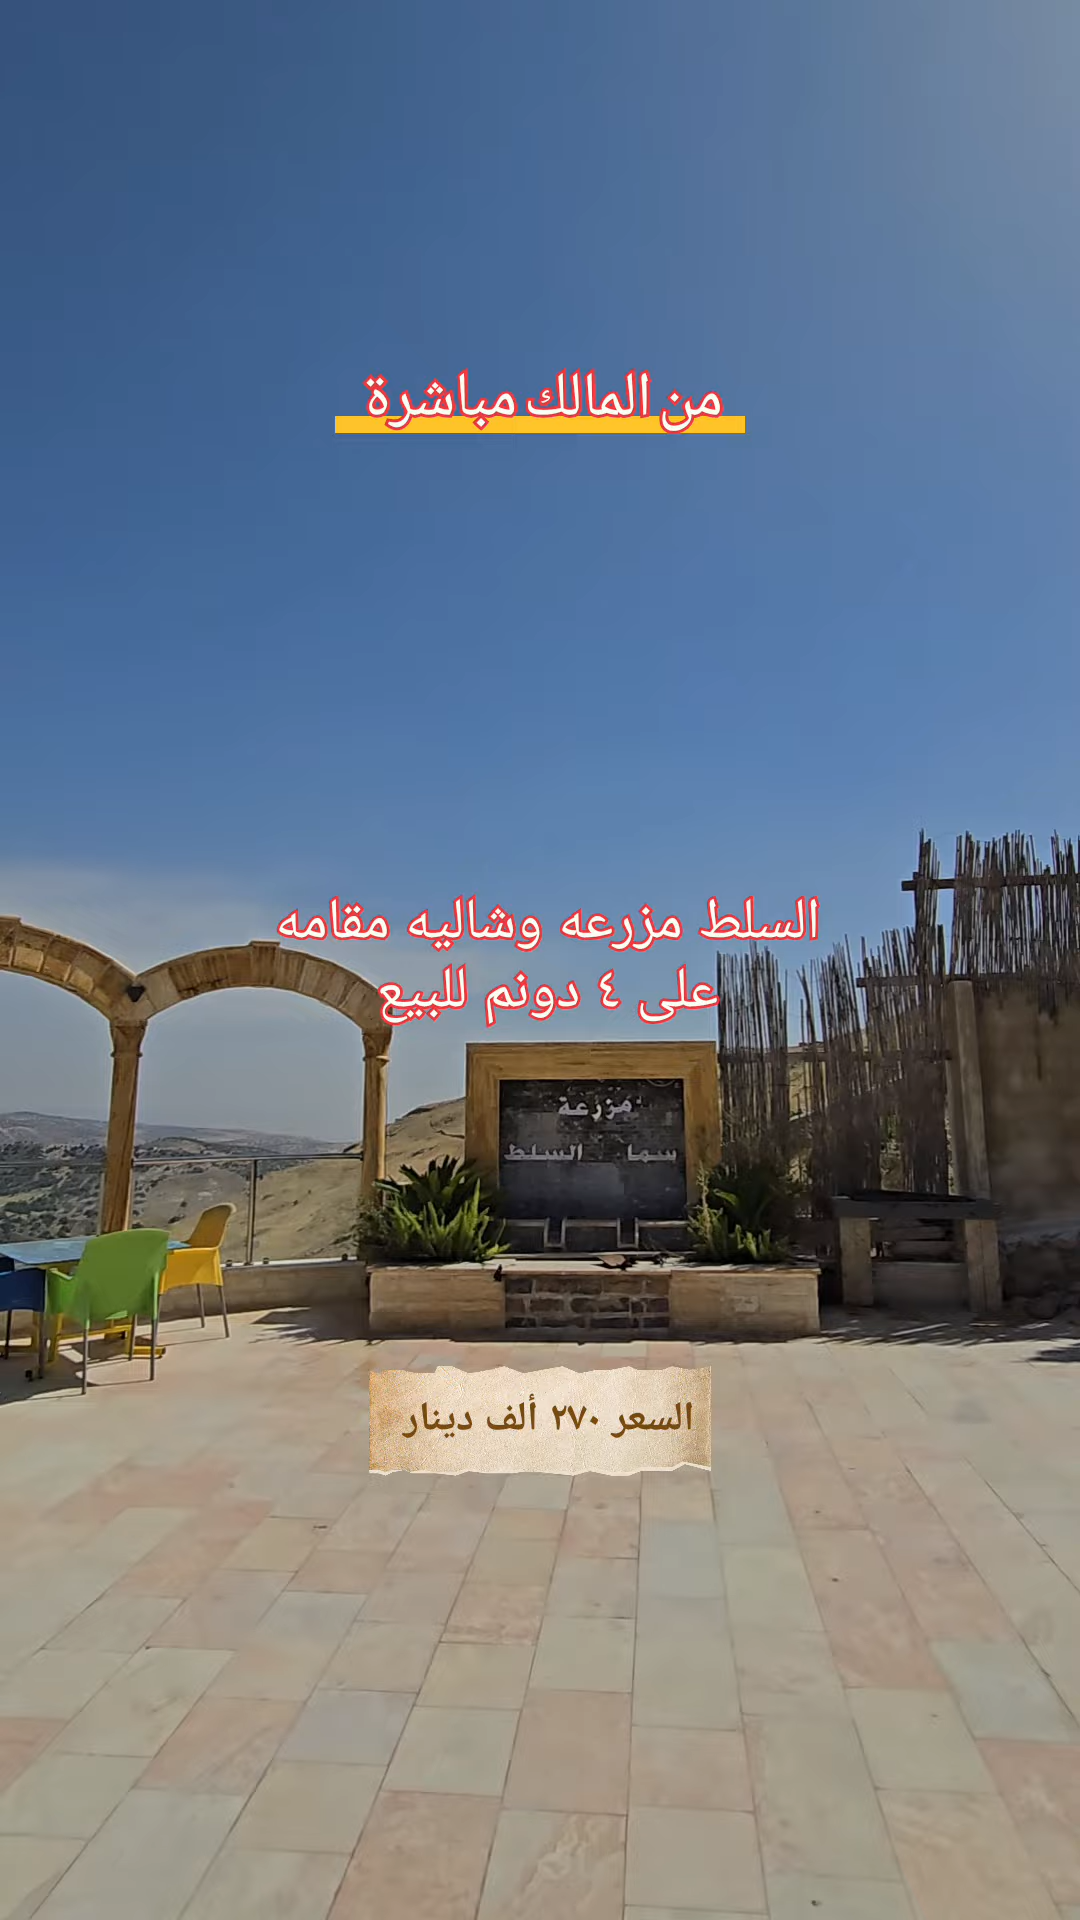 من المالك مباشرة
السلط مزرعه وشاليه مقامه
على ٤ دونم للبيع
مزرعة
سما السلط
السعر ٢٧٠ ألف دينار